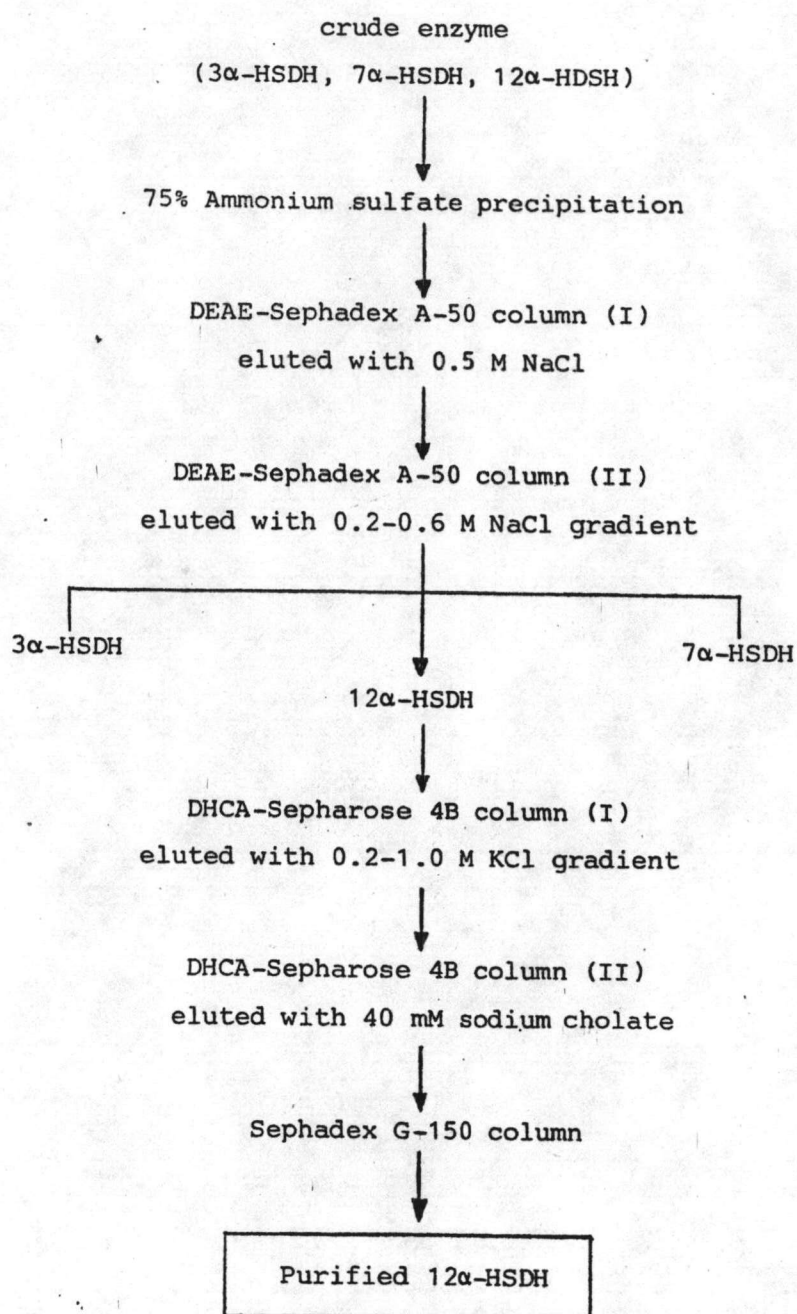 crude enzyme
(3α-HSDH, 7α-HSDH, 12α-HDSH)
75% Ammonium sulfate precipitation
DEAE-Sephadex A-50 column (I)
eluted with 0.5 M NaCl
DEAE-Sephadex A-50 column (II)
eluted with 0.2-0.6 M NaCl gradient
3α-HSDH
7α-HSDH
12α-HSDH
DHCA-Sepharose 4B column (I)
eluted with 0.2-1.0 M KCl gradient
DHCA-Sepharose 4B column (II)
eluted with 40 mM sodium cholate
Sephadex G-150 column
Purified 12α-HSDH